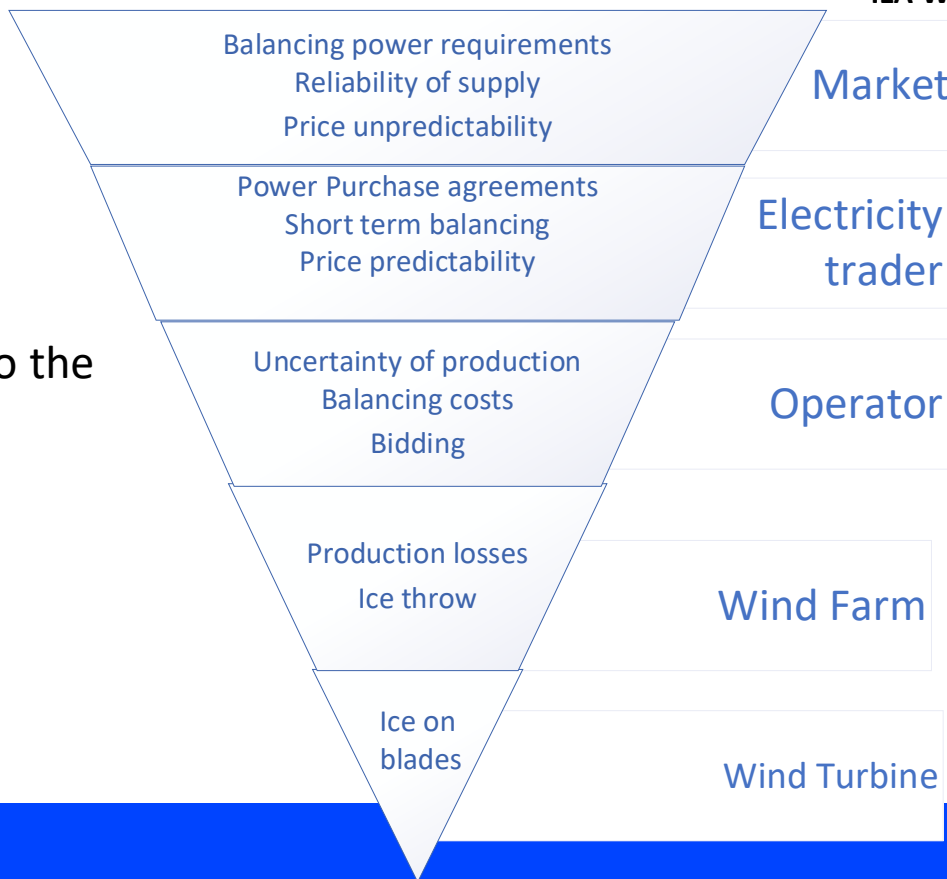 Balancing power requirements
Reliability of supply
Price unpredictability
Market
Power Purchase agreements
Short term balancing
Price predictability
Electricity
trader
o the
Uncertainty of production
Balancing costs
Bidding
Operator
Production losses
Ice throw
Wind Farm
Ice on
blades
Wind Turbine